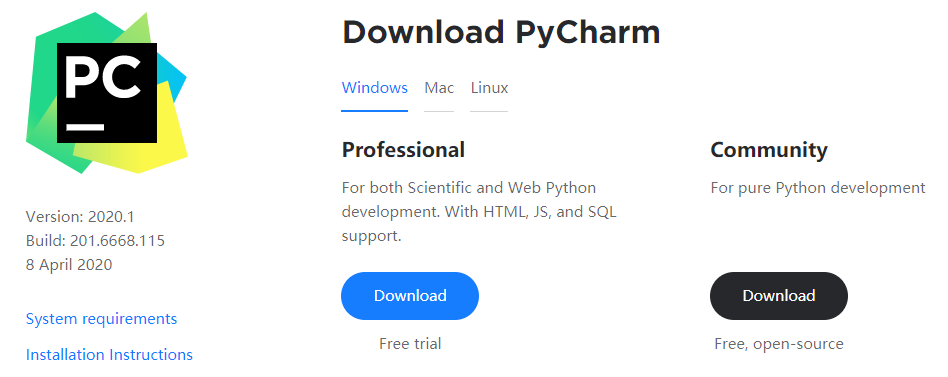 PC
Version: 2020.1
Build: 201.6668.115
8 April 2020
System requirements
Installation Instructions
Download PyCharm
Windows Mac Linux
Professional
For both Scientific and Web Python
development. With HTML, JS, and SQL
support.
Download
Free trial
Community
For pure Python development
Download
Free, open-source